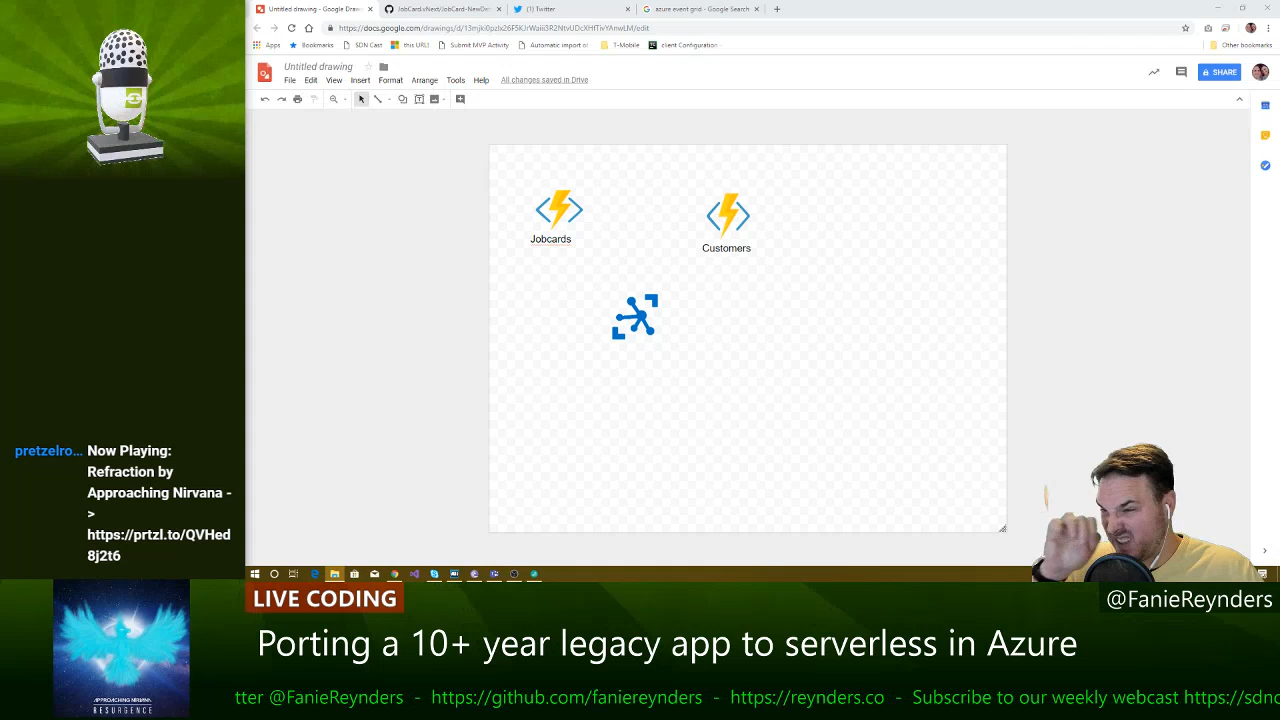 Untitled drawing - Google Draw
JobCard.vNext/JobCard-NewDe
(1) Twitter
azure event grid - Google Search
https://docs.google.com/drawings/d/
Apps
Bookmarks
SDN Cast
this URL!
Submit MVP Activity
Automatic import of
T-Mobile
client Configuration
Other bookmarks
Untitled drawing
File Edit View Insert Format Arrange Tools Help
All changes saved in Drive
SHARE
Jobcards
Customers
pretzelro... Now Playing:
Refraction by
Approaching Nirvana -
>
https://prtzl.to/QVHed
8j2t6
APPROACHING NIRVANA
RESURGENCE
LIVE CODING
@FanieReynders
Porting a 10+ year legacy app to serverless in Azure
tter @FanieReynders - https://github.com/faniereynders - https://reynders.co - Subscribe to our weekly webcast https://sdn